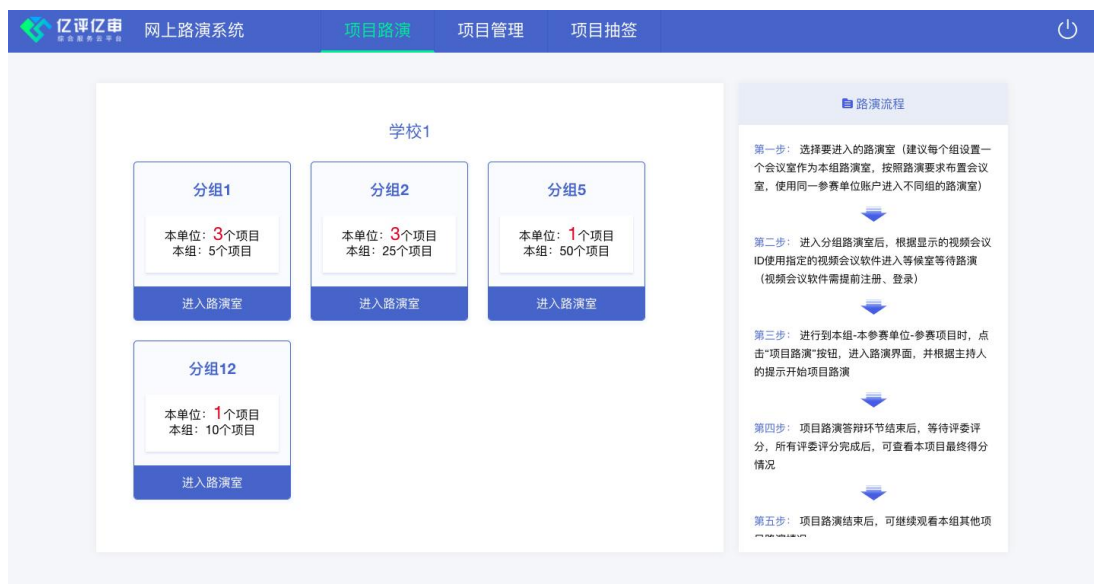 亿评亿审
综合服务云平台
网上路演系统
项目路演
项目管理
项目抽签
学校1
分组1
本单位：3个项目
本组：5个项目
进入路演室
分组2
本单位：3个项目
本组：25个项目
进入路演室
分组5
本单位：1个项目
本组：50个项目
进入路演室
分组12
本单位：1个项目
本组：10个项目
进入路演室
路演流程
第一步： 选择要进入的路演室（建议每个组设置一
个会议室作为本组路演室，按照路演要求布置会议
室，使用同一参赛单位账户进入不同组的路演室）
第二步： 进入分组路演室后，根据显示的视频会议
ID使用指定的视频会议软件进入等候室等待路演
（视频会议软件需提前注册、登录）
第三步： 进行到本组-本参赛单位-参赛项目时，点
击“项目路演”按钮，进入路演界面，并根据主持人
的提示开始项目路演
第四步： 项目路演答辩环节结束后，等待评委评
分，所有评委评分完成后，可查看本项目最终得分
情况
第五步： 项目路演结束后，可继续观看本组其他项